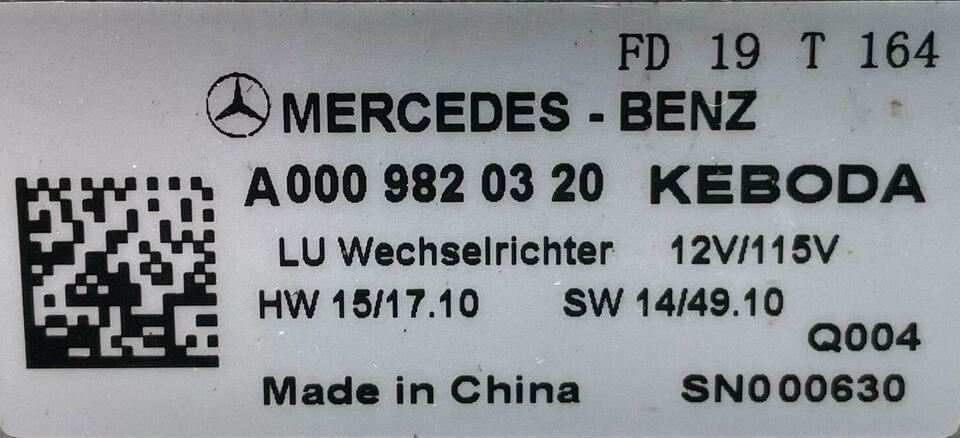 FD 19 T 164
MERCEDES - BENZ
A000 982 03 20 KEBODA
LU Wechselrichter 12V/115V
HW 15/17.10 SW 14/49.10
Q004
Made in China SN000630